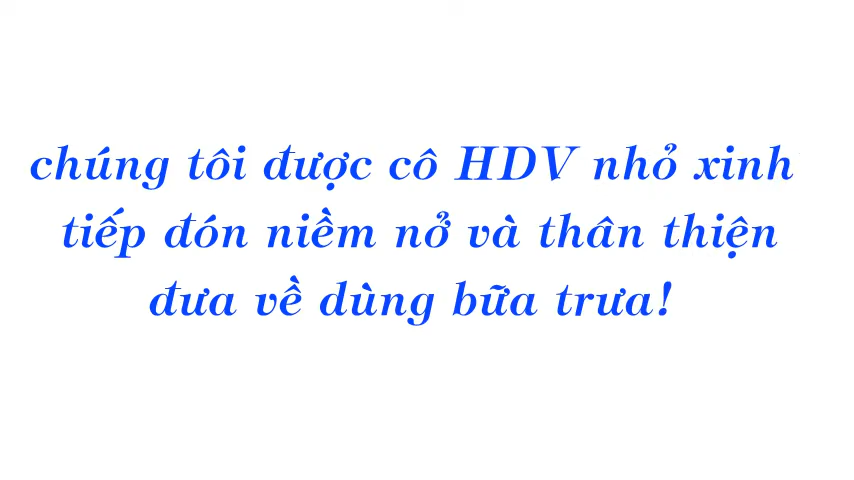 chúng tôi được cô HDV nhỏ xinh
tiếp đón niềm nở và thân thiện
đưa về dùng bữa trưa!